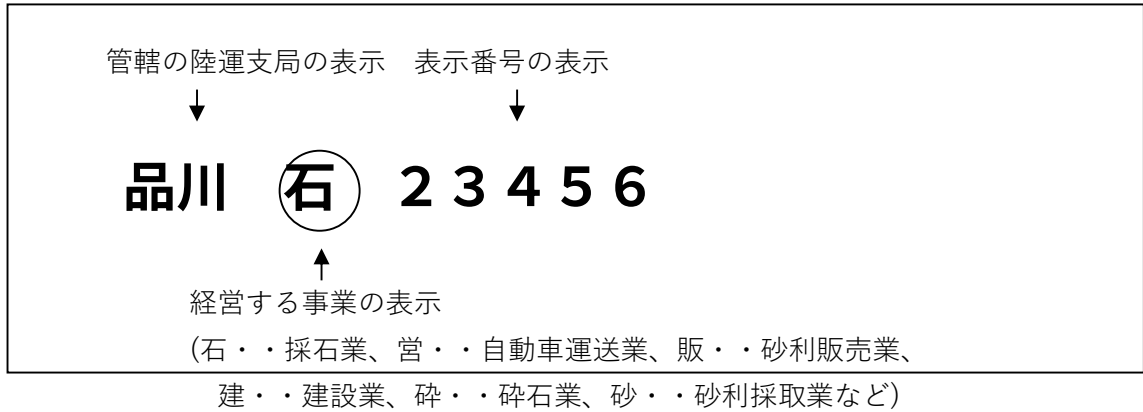 管轄の陸運支局の表示　表示番号の表示
品川　石　２３４５６
経営する事業の表示
(石・・採石業、営・・自動車運送業、販・・砂利販売業、
建・・建設業、砕・・砕石業、砂・・砂利採取業など)